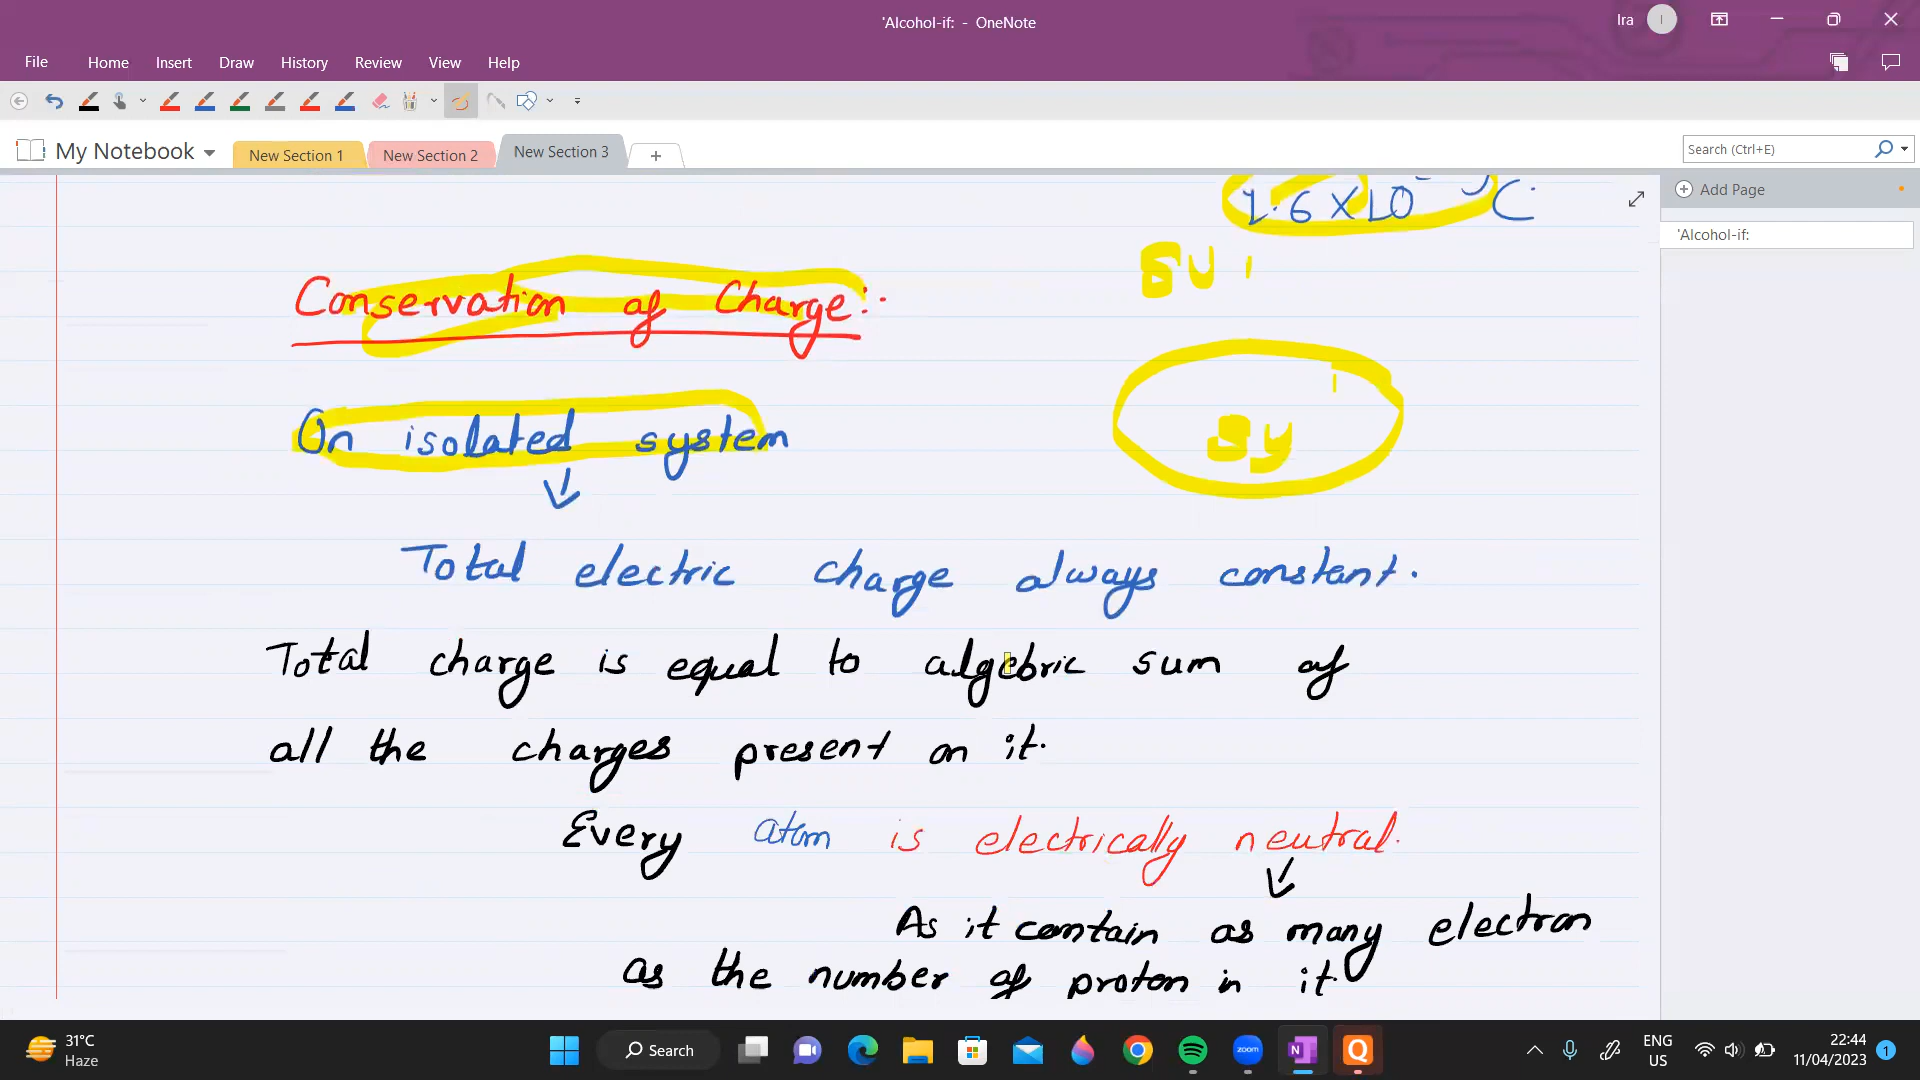 'Alcohol-if: - OneNote
Ira I
File Home Insert Draw History Review View Help
My Notebook New Section 1 New Section 2 New Section 3 + Search (Ctrl+E)
Add Page
'Alcohol-if:
1.6 X 10 C.
Conservation of Charge:-
On isolated system
Total electric charge always constant.
Total charge is equal to algebric sum of
all the charges present on it.
Every atom is electrically neutral.
As it contain as many electron
as the number of proton in it.
31°C
Haze
Search
zoom
ENG
US
22:44
11/04/2023
1